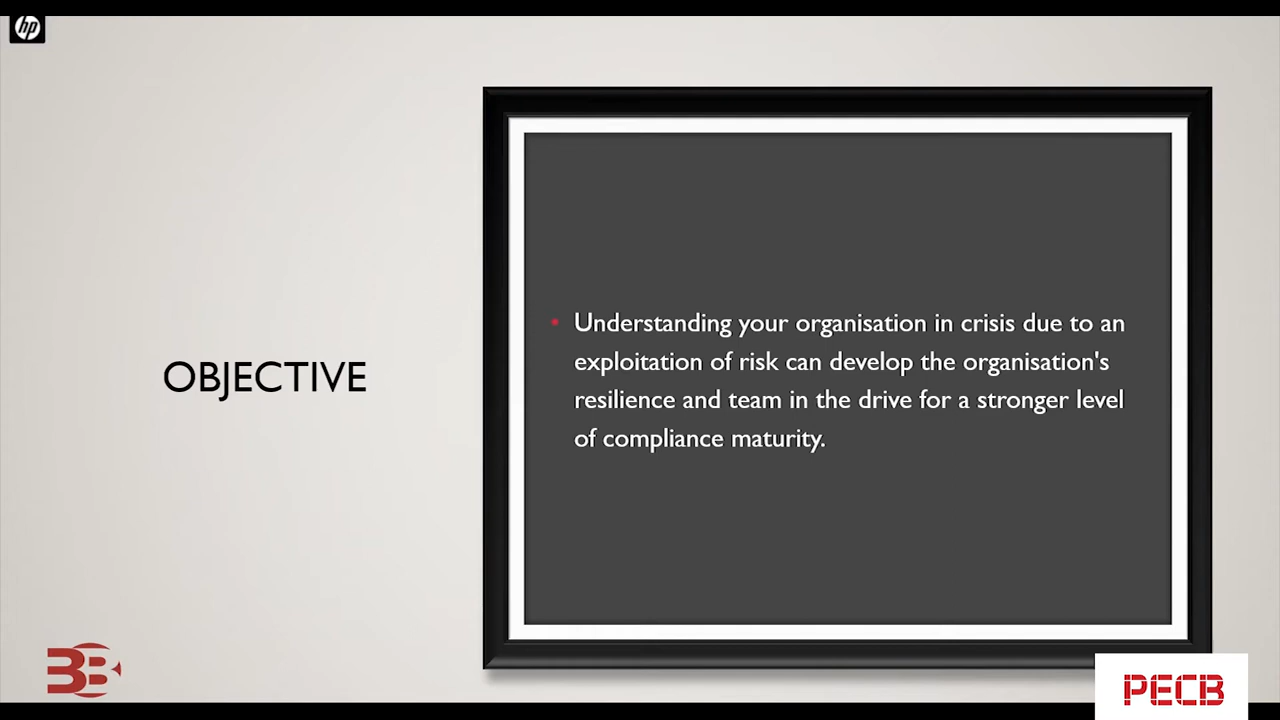 hp
OBJECTIVE
• Understanding your organisation in crisis due to an
exploitation of risk can develop the organisation's
resilience and team in the drive for a stronger level
of compliance maturity.
PECB